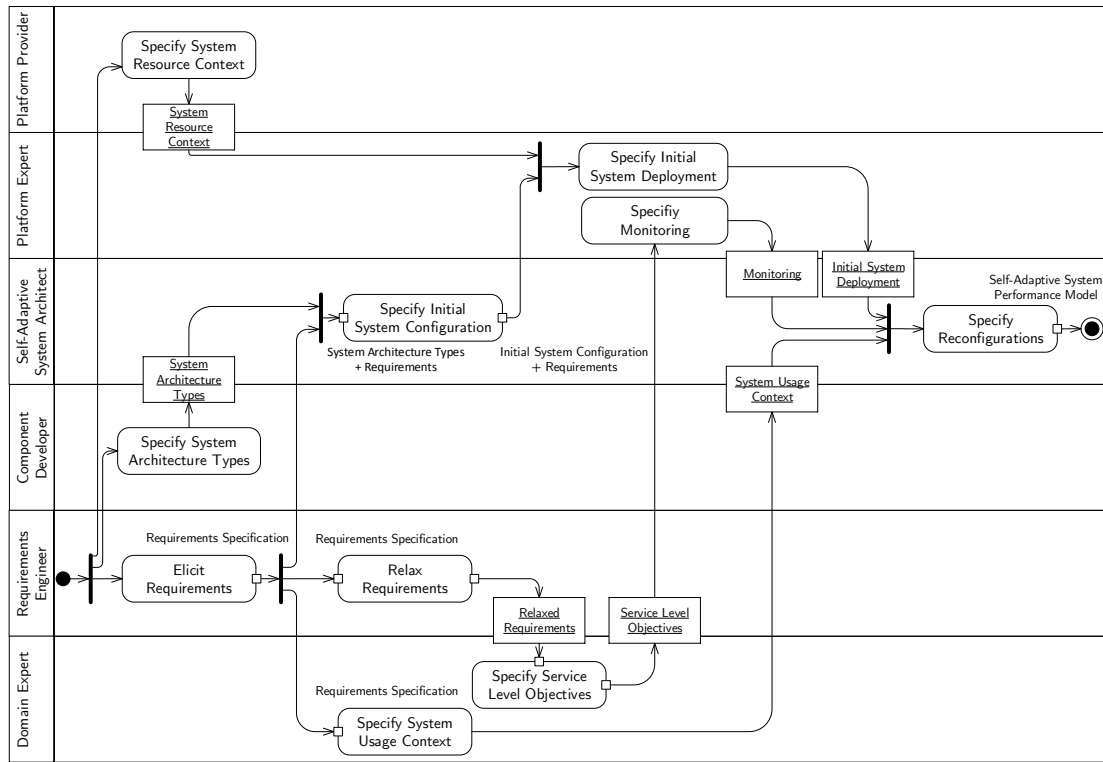 Platform Provider
Specify System
Resource Context
System
Resource
Context
Platform Expert
Specify Initial
System Deployment
Specifiy
Monitoring
Monitoring
Initial System
Deployment
Self-Adaptive
System Architect
Specify Initial
System Configuration
System Architecture Types
+ Requirements
Initial System Configuration
+ Requirements
Self-Adaptive System
Performance Model
Specify
Reconfigurations
System
Architecture
Types
System Usage
Context
Component
Developer
Specify System
Architecture Types
Requirements
Engineer
Elicit
Requirements
Requirements Specification
Requirements Specification
Relax
Requirements
Relaxed
Requirements
Service Level
Objectives
Domain Expert
Specify Service
Level Objectives
Requirements Specification
Specify System
Usage Context